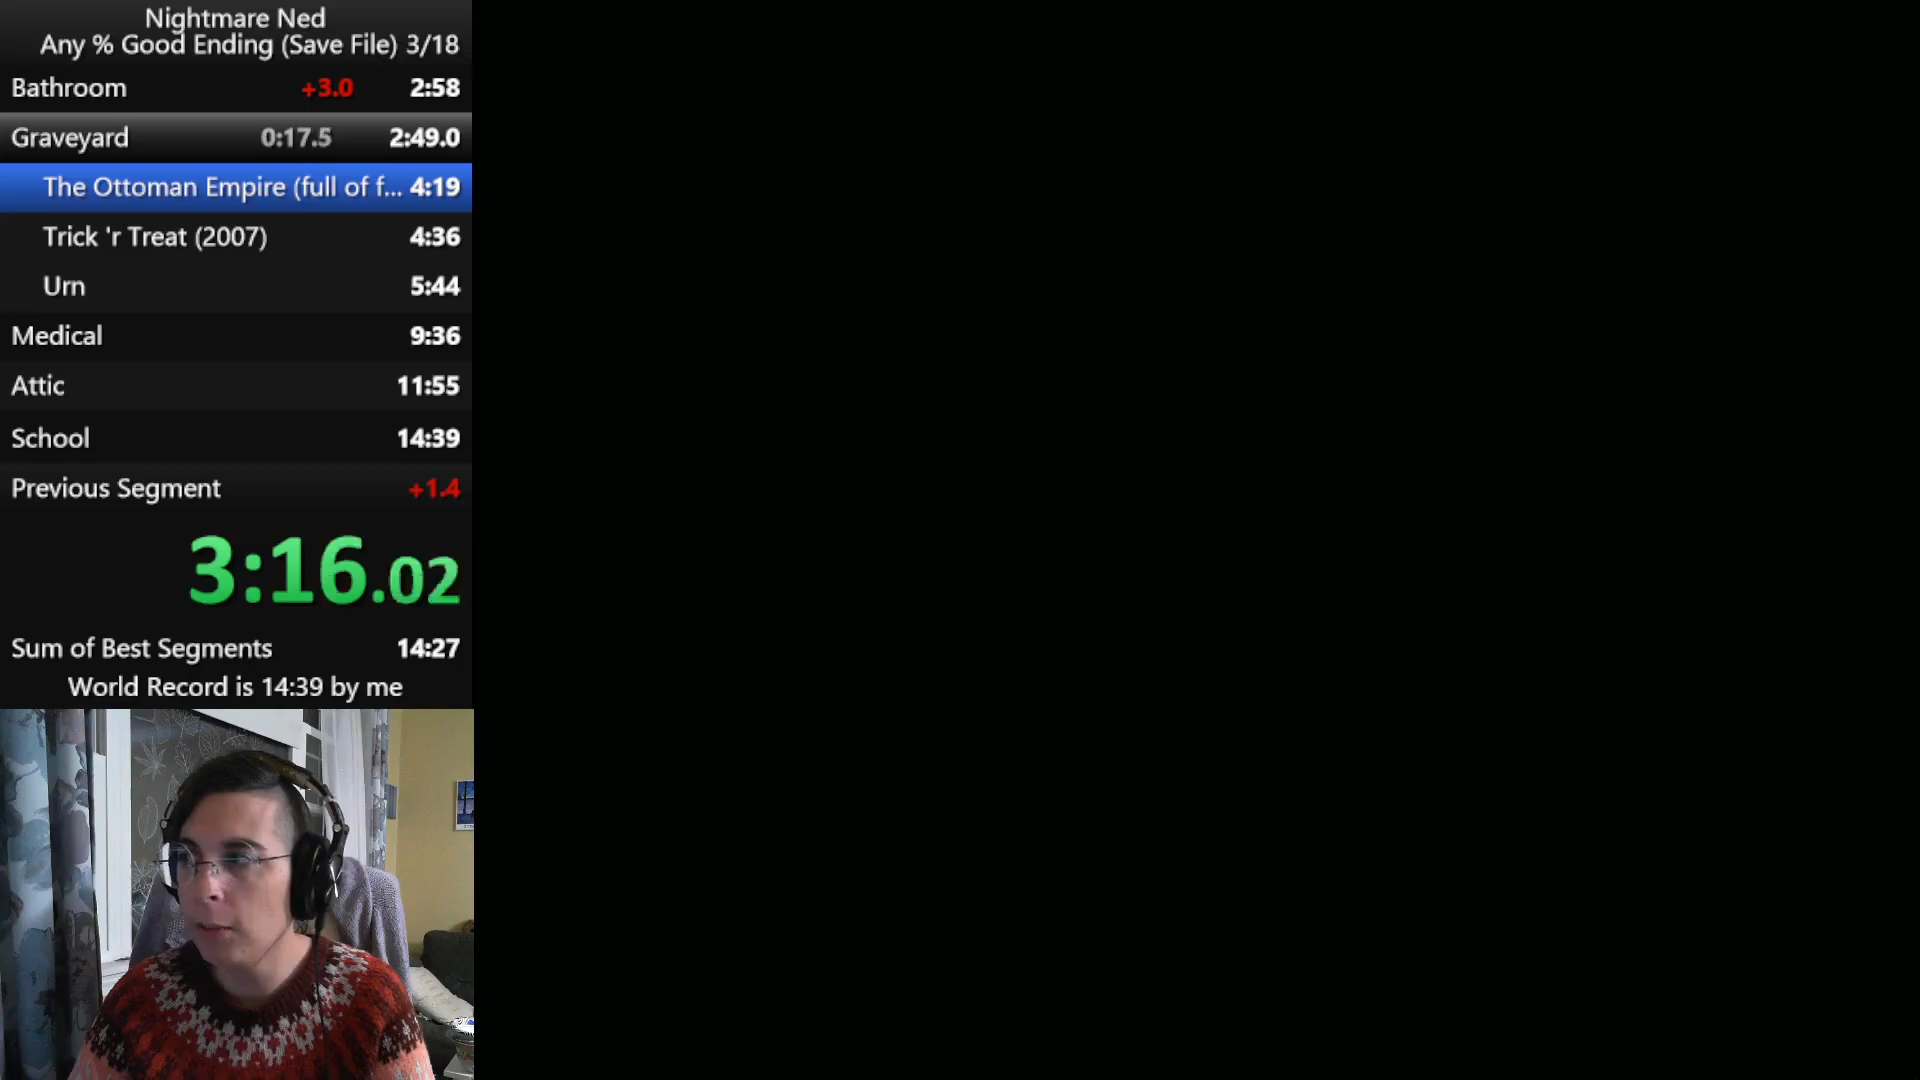 Nightmare Ned
Any % Good Ending (Save File) 3/18
Bathroom +3.0 2:58
Graveyard 0:17.5 2:49.0
The Ottoman Empire (full of f... 4:19
Trick 'r Treat (2007) 4:36
Urn 5:44
Medical 9:36
Attic 11:55
School 14:39
Previous Segment +1.4
3:16.02
Sum of Best Segments 14:27
World Record is 14:39 by me